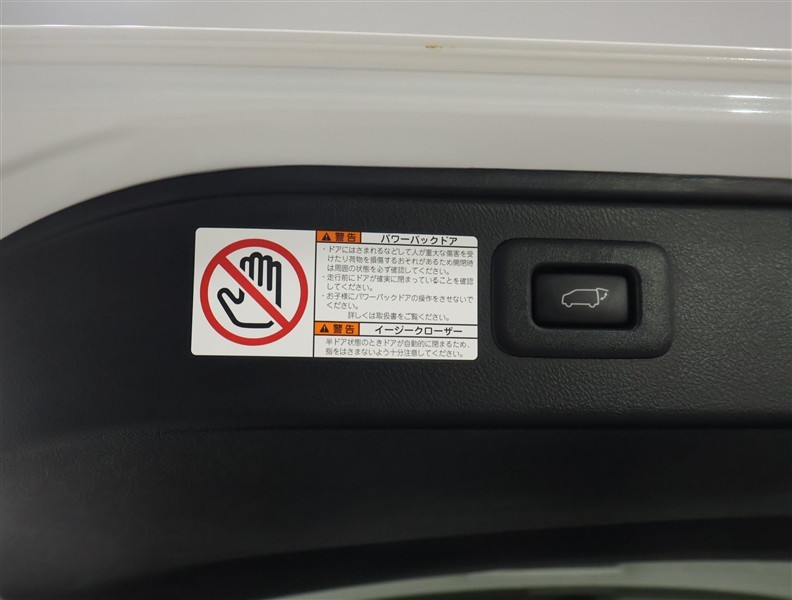 警告 パワーバックドア
・ドアにはさまれるなどして人が重大な傷害を受
けたり荷物を損傷するおそれがあるため開閉時
は周囲の状態を必ず確認してください。
・走行前にドアが確実に閉まっていることを確認
してください。
・お子様にパワーバックドアの操作をさせないで
ください。
詳しくは取扱書をご覧ください。
警告 イージークローザー
半ドア状態のときドアが自動的に閉まるため、
指をはさまないよう十分注意してください。